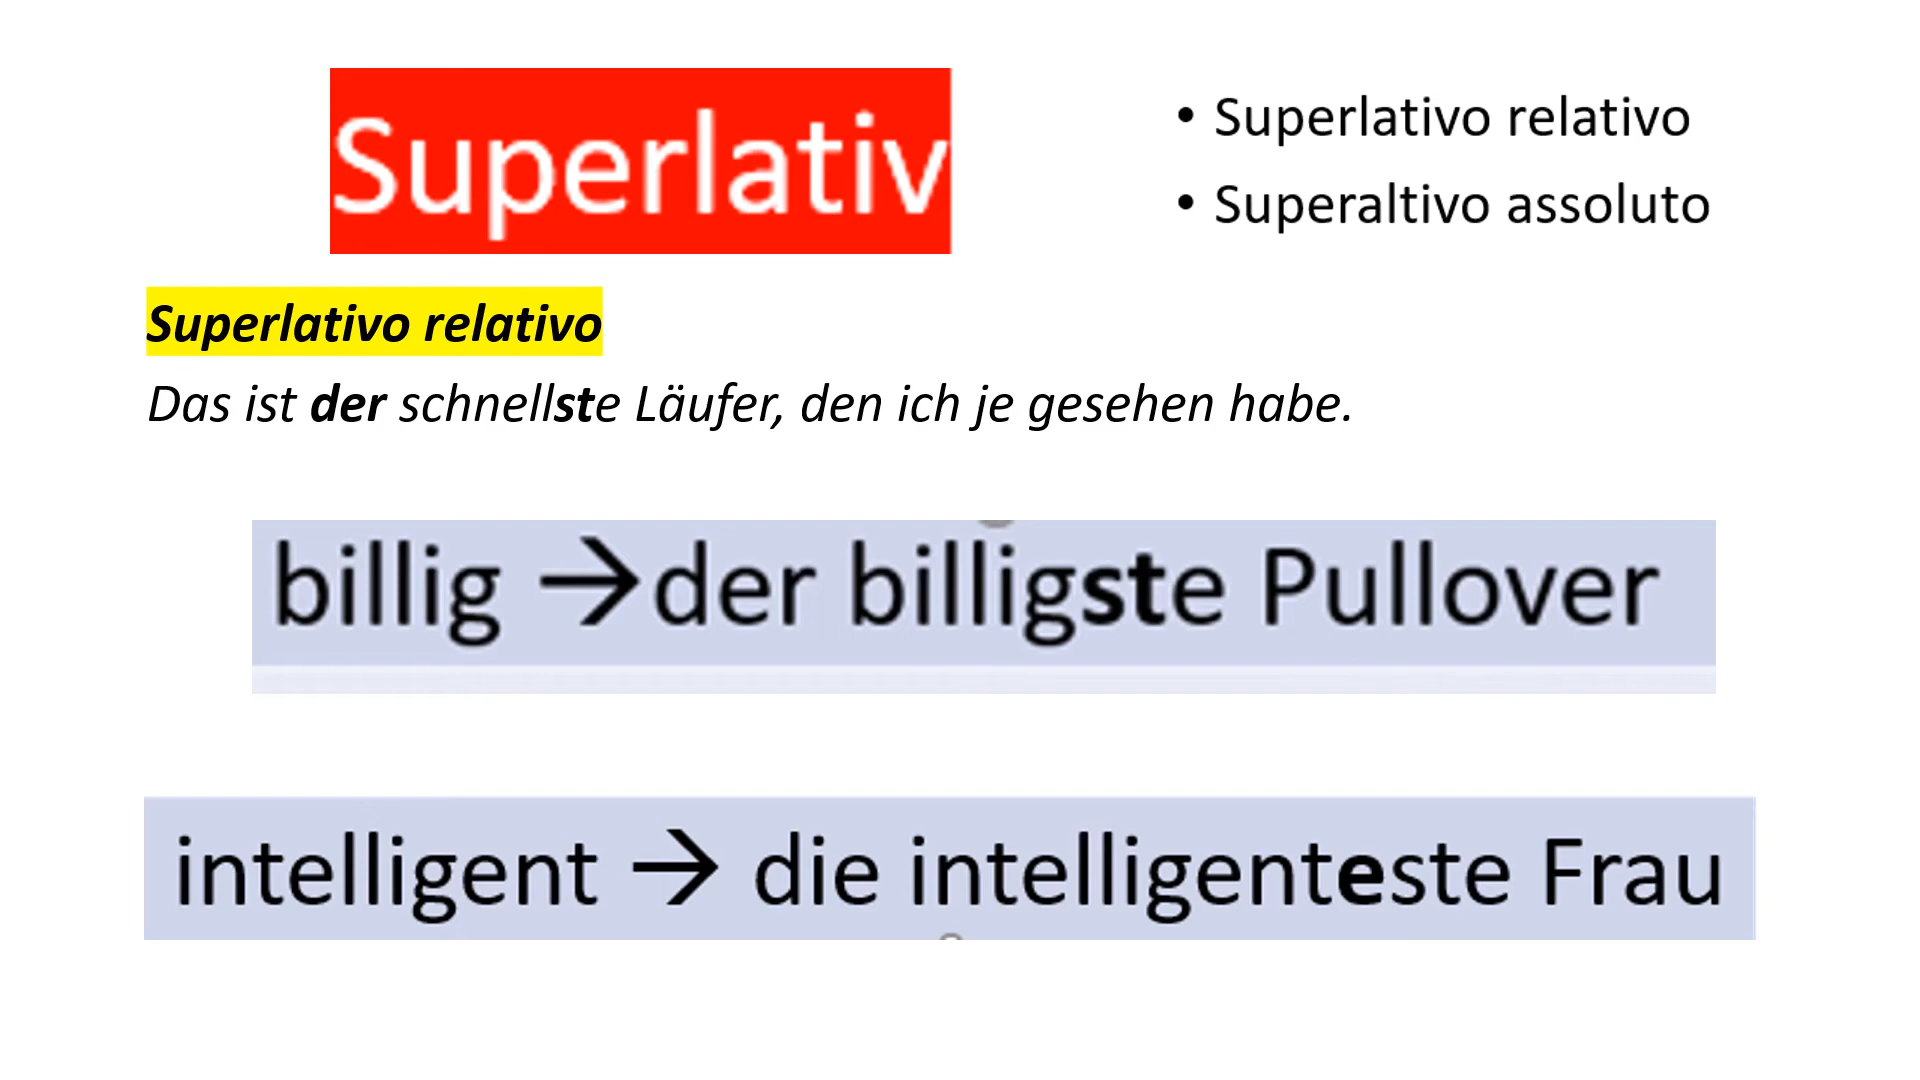 Superlativ
• Superlativo relativo
• Superaltivo assoluto
Superlativo relativo
Das ist der schnellste Läufer, den ich je gesehen habe.
billig →der billigste Pullover
intelligent → die intelligenteste Frau